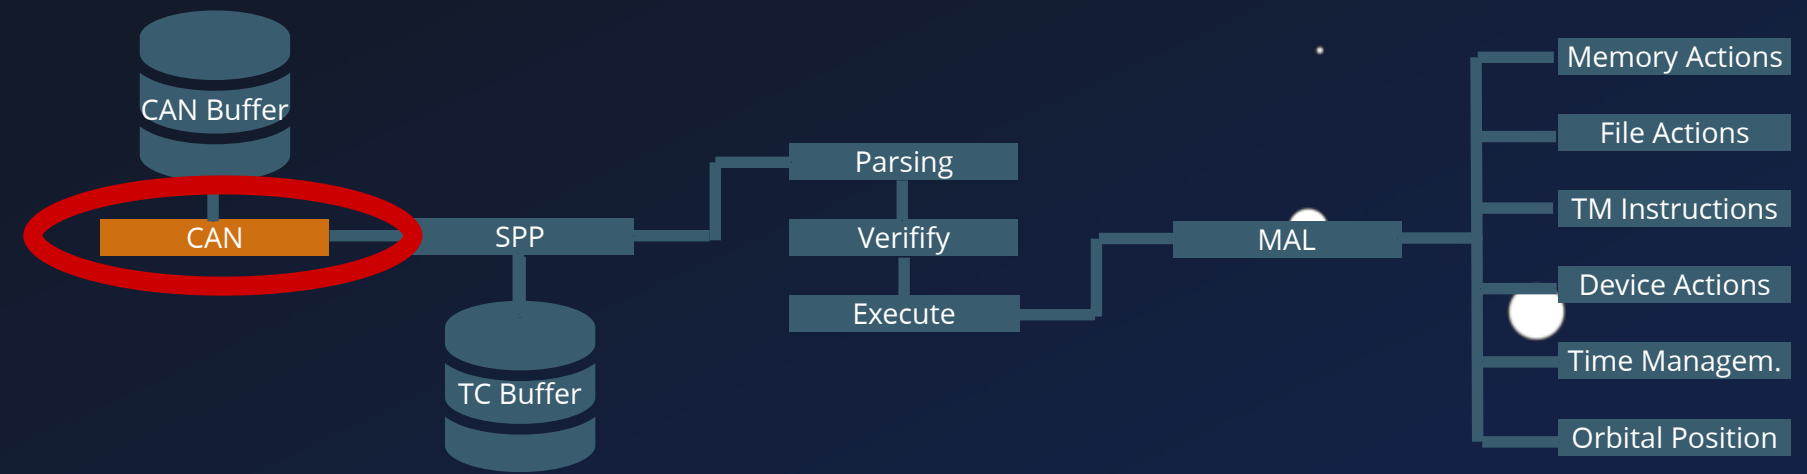 CAN Buffer
CAN
SPP
TC Buffer
Parsing
Verifify
Execute
MAL
Memory Actions
File Actions
TM Instructions
Device Actions
Time Managem.
Orbital Position